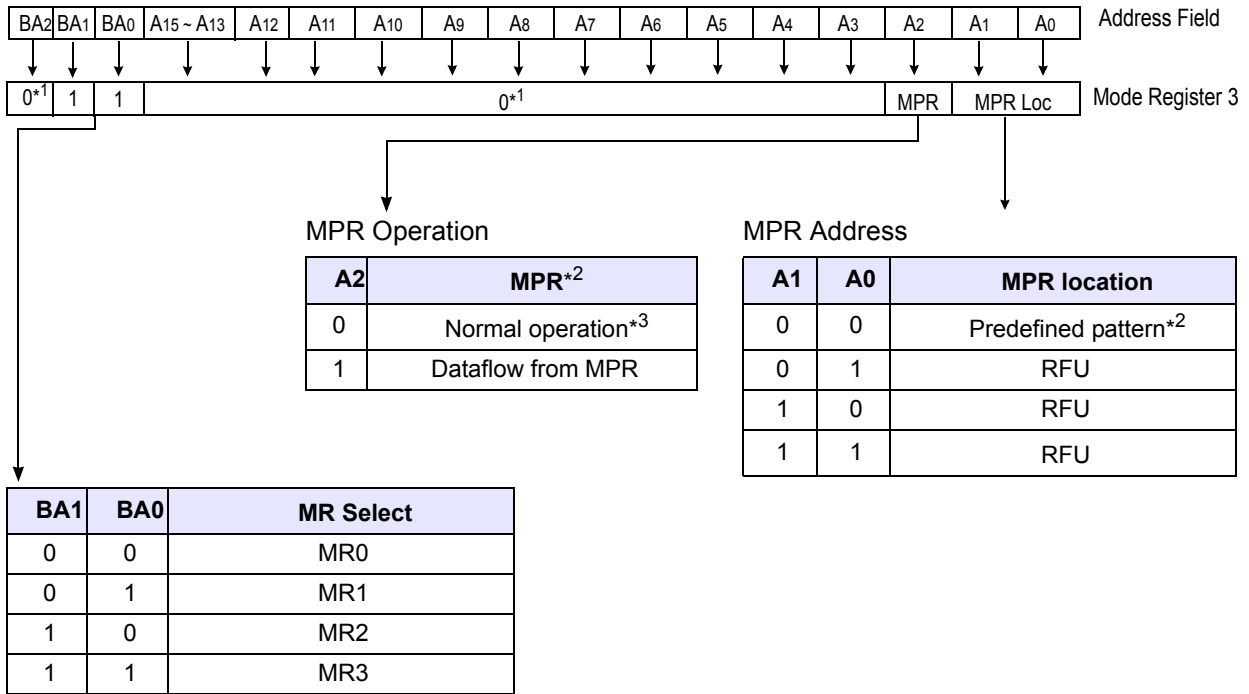 BA2 BA1 BA0 A15 ~ A13 A12 A11 A10 A9 A8 A7 A6 A5 A4 A3 A2 A1 A0 Address Field
0*1 1 1 0*1 MPR MPR Loc Mode Register 3
MPR Operation
A2 MPR*2
0 Normal operation*3
1 Dataflow from MPR
MPR Address
A1 A0 MPR location
0 0 Predefined pattern*2
0 1 RFU
1 0 RFU
1 1 RFU
BA1 BA0 MR Select
0 0 MR0
0 1 MR1
1 0 MR2
1 1 MR3